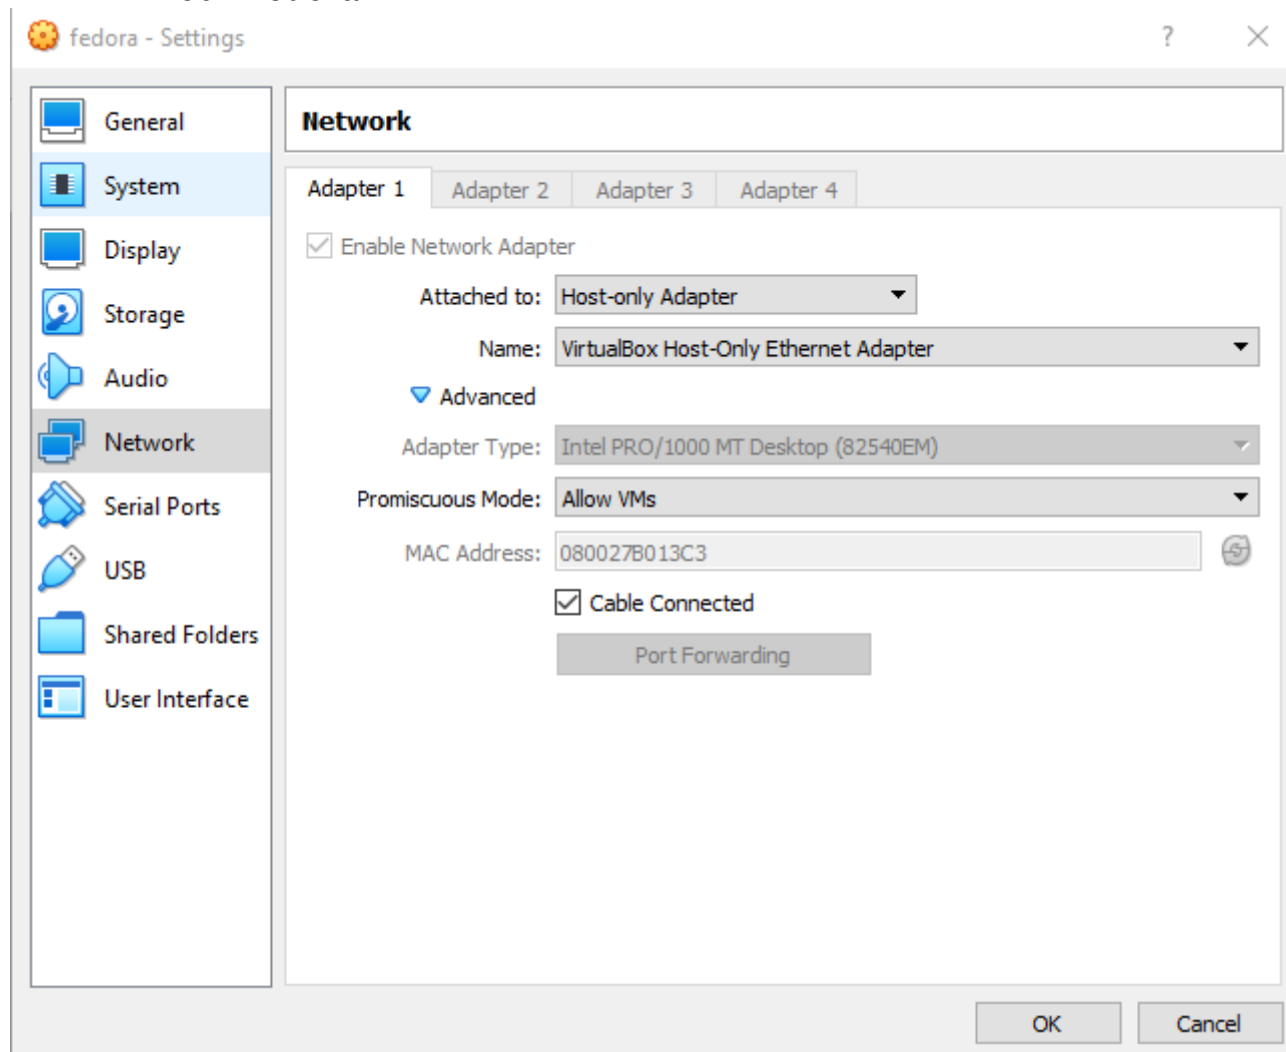 fedora - Settings
?
General
System
Display
Storage
Audio
Network
Serial Ports
USB
Shared Folders
User Interface
Network
Adapter 1 Adapter 2 Adapter 3 Adapter 4
Enable Network Adapter
Attached to: Host-only Adapter
Name: VirtualBox Host-Only Ethernet Adapter
Advanced
Adapter Type: Intel PRO/1000 MT Desktop (82540EM)
Promiscuous Mode: Allow VMs
MAC Address: 080027B013C3
Cable Connected
Port Forwarding
OK Cancel